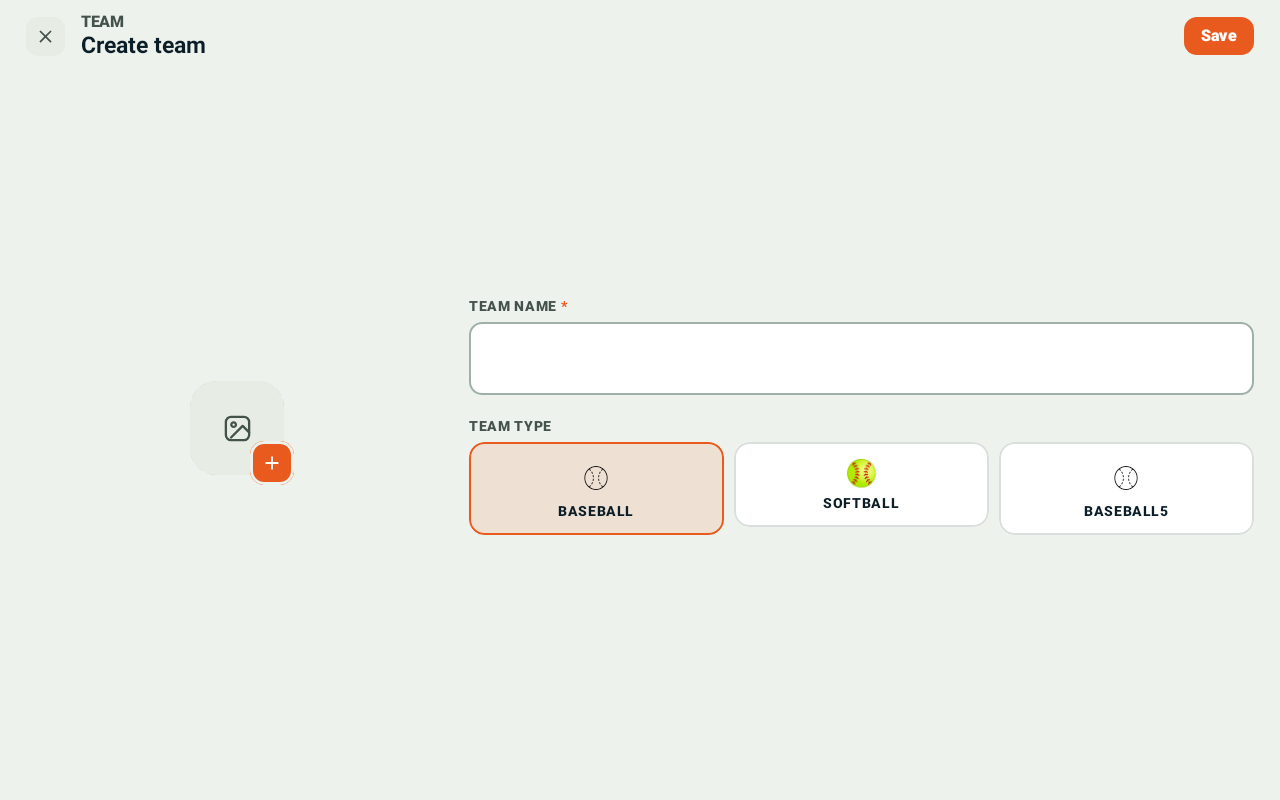 TEAM
Create team
Save
TEAM NAME *
TEAM TYPE
BASEBALL
SOFTBALL
BASEBALL5